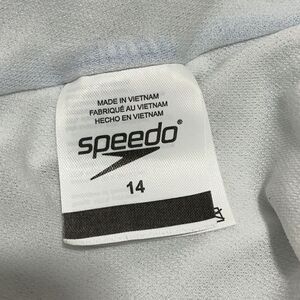 MADE IN VIETNAM
FABRIQUÉ AU VIETNAM
HECHO EN VIETNAM
speedo
14